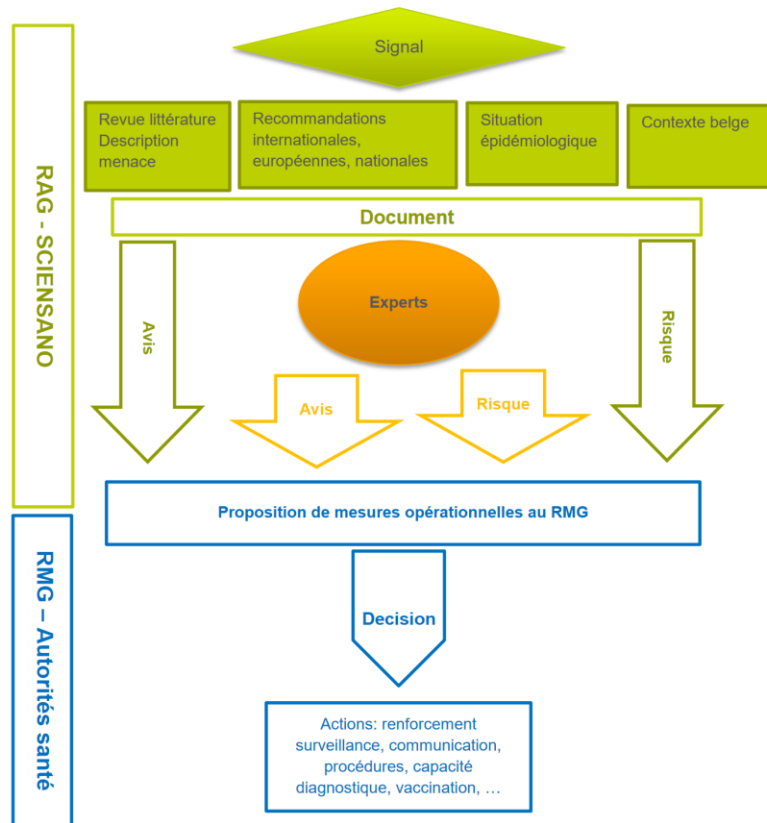 Signal
RAG - SCIENSANO
Revue littérature
Description
menace
Recommandations
internationales,
européennes, nationales
Situation
épidémiologique
Contexte belge
Document
Avis
Experts
Risque
Avis
Risque
Proposition de mesures opérationnelles au RMG
RMG – Autorités santé
Decision
Actions: renforcement
surveillance, communication,
procédures, capacité
diagnostique, vaccination, …